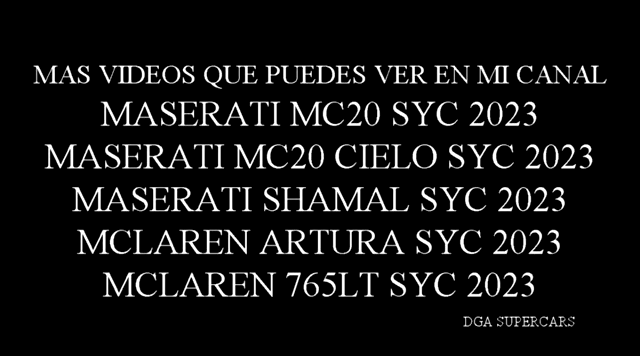 MAS VIDEOS QUE PUEDES VER EN MI CANAL
MASERATI MC20 SYC 2023
MASERATI MC20 CIELO SYC 2023
MASERATI SHAMAL SYC 2023
MCLAREN ARTURA SYC 2023
MCLAREN 765LT SYC 2023
DGA SUPERCARS